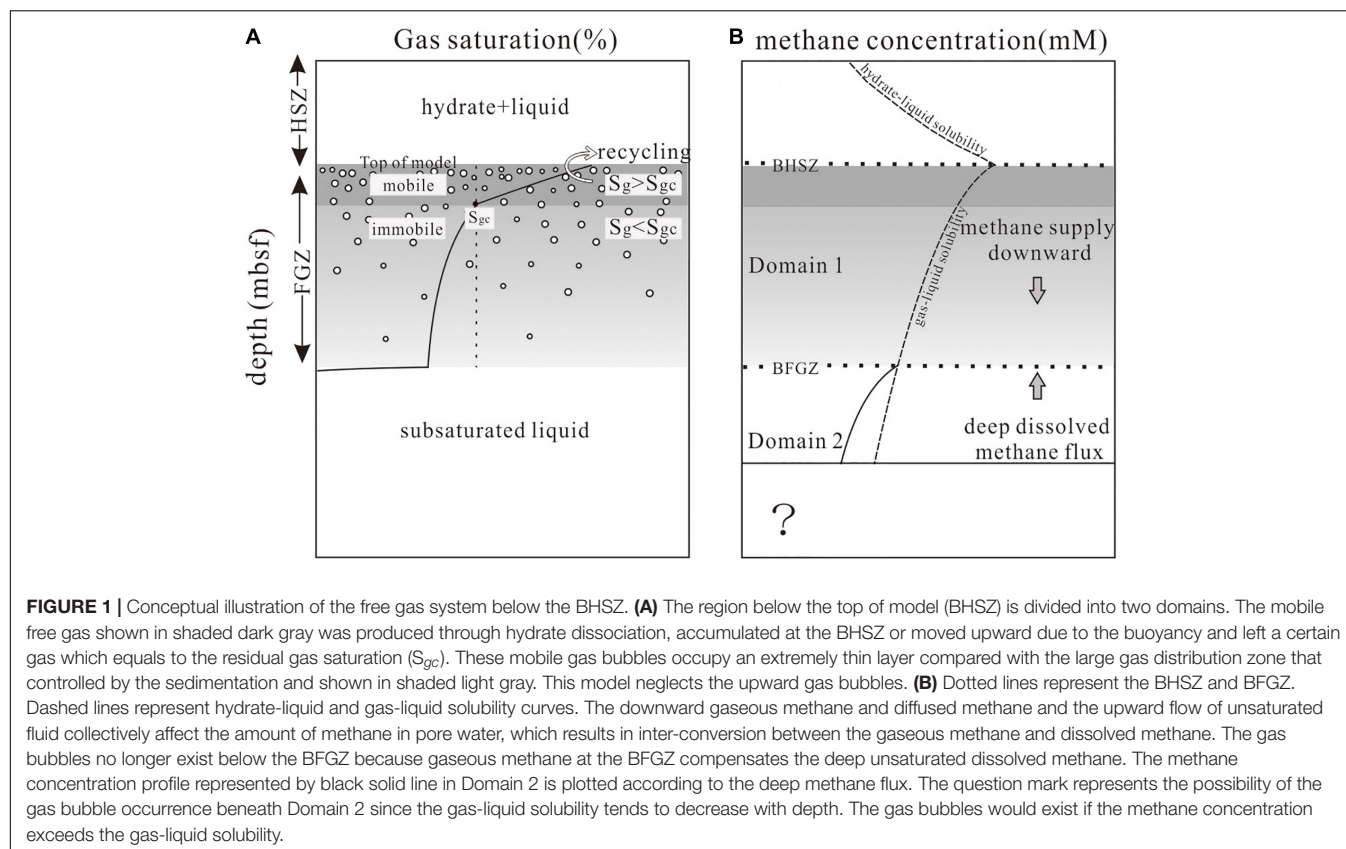 A
Gas saturation(%)
HSZ
FGZ
depth (mbsf)
hydrate+liquid
recycling
Top of model
mobile
Sg>Sgc
Sgc
immobile
Sg<Sgc
subsaturated liquid
B
methane concentration(mM)
hydrate-liquid solubility
BHSZ
gas-liquid solubility
methane supply
downward
Domain 1
BFGZ
Domain 2
deep dissolved
methane flux
?
FIGURE 1 | Conceptual illustration of the free gas system below the BHSZ. (A) The region below the top of model (BHSZ) is divided into two domains. The mobile
free gas shown in shaded dark gray was produced through hydrate dissociation, accumulated at the BHSZ or moved upward due to the buoyancy and left a certain
gas which equals to the residual gas saturation (Sgc). These mobile gas bubbles occupy an extremely thin layer compared with the large gas distribution zone that
controlled by the sedimentation and shown in shaded light gray. This model neglects the upward gas bubbles. (B) Dotted lines represent the BHSZ and BFGZ.
Dashed lines represent hydrate-liquid and gas-liquid solubility curves. The downward gaseous methane and diffused methane and the upward flow of unsaturated
fluid collectively affect the amount of methane in pore water, which results in inter-conversion between the gaseous methane and dissolved methane. The gas
bubbles no longer exist below the BFGZ because gaseous methane at the BFGZ compensates the deep unsaturated dissolved methane. The methane
concentration profile represented by black solid line in Domain 2 is plotted according to the deep methane flux. The question mark represents the possibility of the
gas bubble occurrence beneath Domain 2 since the gas-liquid solubility tends to decrease with depth. The gas bubbles would exist if the methane concentration
exceeds the gas-liquid solubility.